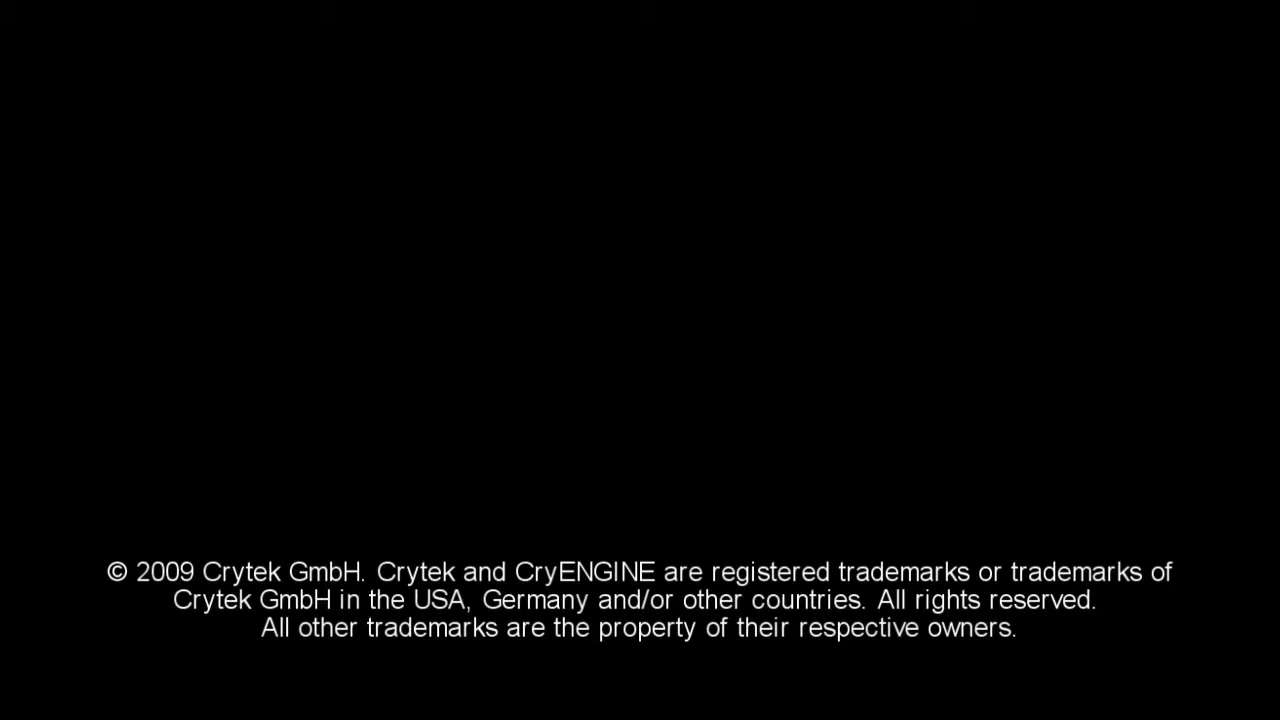 © 2009 Crytek GmbH. Crytek and CryENGINE are registered trademarks or trademarks of
Crytek GmbH in the USA, Germany and/or other countries. All rights reserved.
All other trademarks are the property of their respective owners.